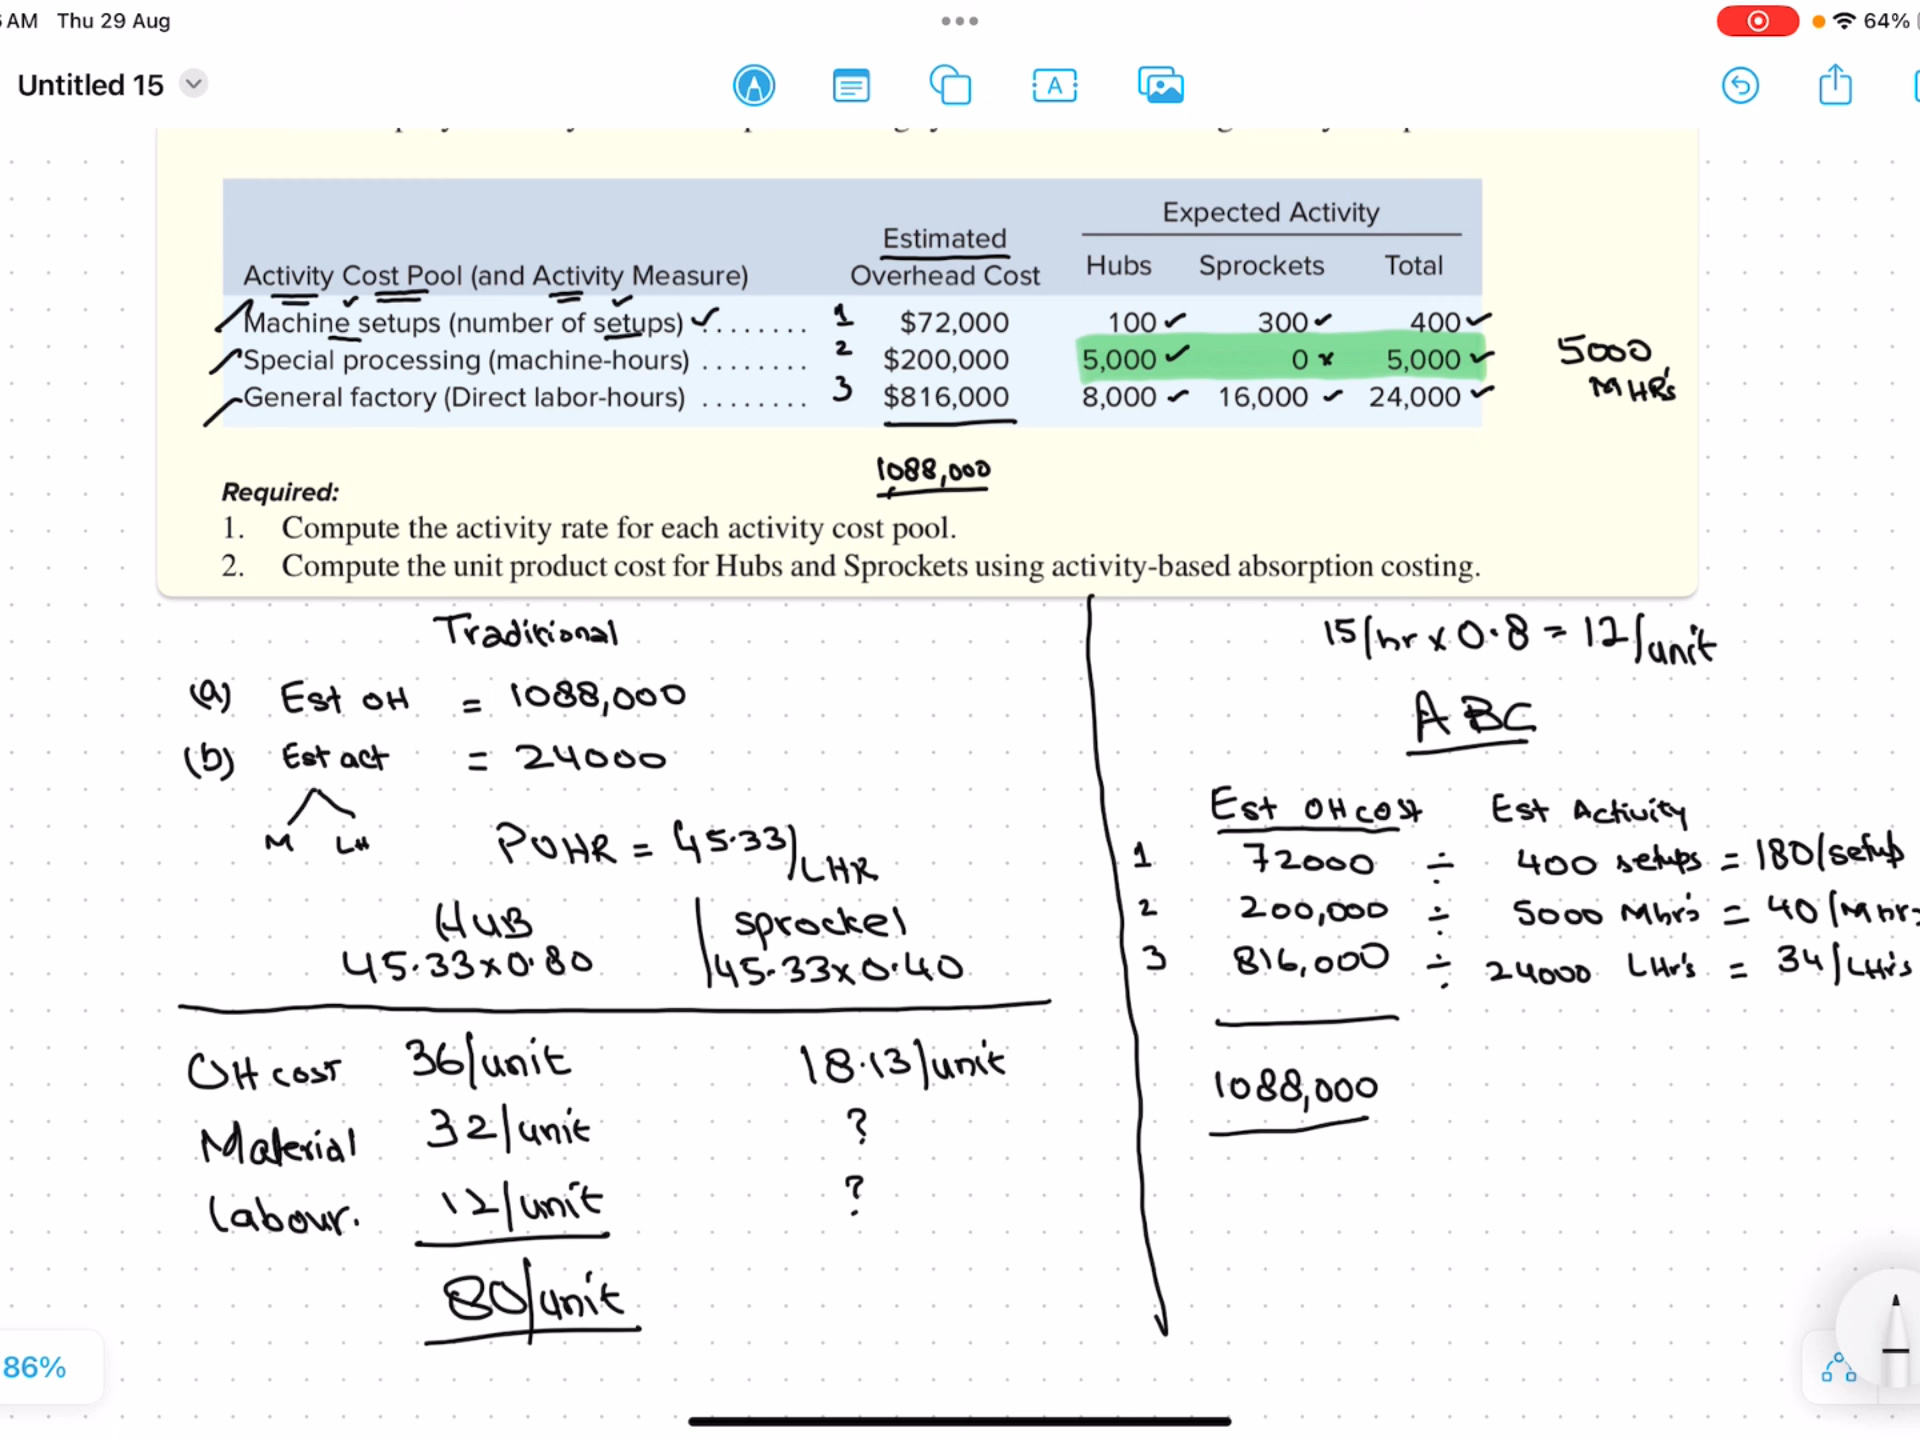 AM Thu 29 Aug
64%
Untitled 15
Expected Activity
Estimated
Activity Cost Pool (and Activity Measure) Overhead Cost Hubs Sprockets Total
Machine setups (number of setups) ........ 1 $72,000 100 300 400
Special processing (machine-hours) ........ 2 $200,000 5,000 0 5,000 5000
General factory (Direct labor-hours) ........ 3 $816,000 8,000 16,000 24,000 MHR's
1088,000
Required:
1. Compute the activity rate for each activity cost pool.
2. Compute the unit product cost for Hubs and Sprockets using activity-based absorption costing.
Traditional
(a) Est OH = 1088,000
(b) Est act = 24000
M LH
POHR = 45.33/LHR
HUB sprocket
45.33x0.80 45.33x0.40
OH cost 36/unit 18.13/unit
Material 32/unit ?
Labour. 12/unit ?
80/unit
15/hr x 0.8 = 12/unit
ABC
Est OH cost Est Activity
1 72000 ÷ 400 setups = 180/setup
2 200,000 ÷ 5000 Mhr's = 40/Mhr
3 816,000 ÷ 24000 LHr's = 34/LHr's
1088,000
86%